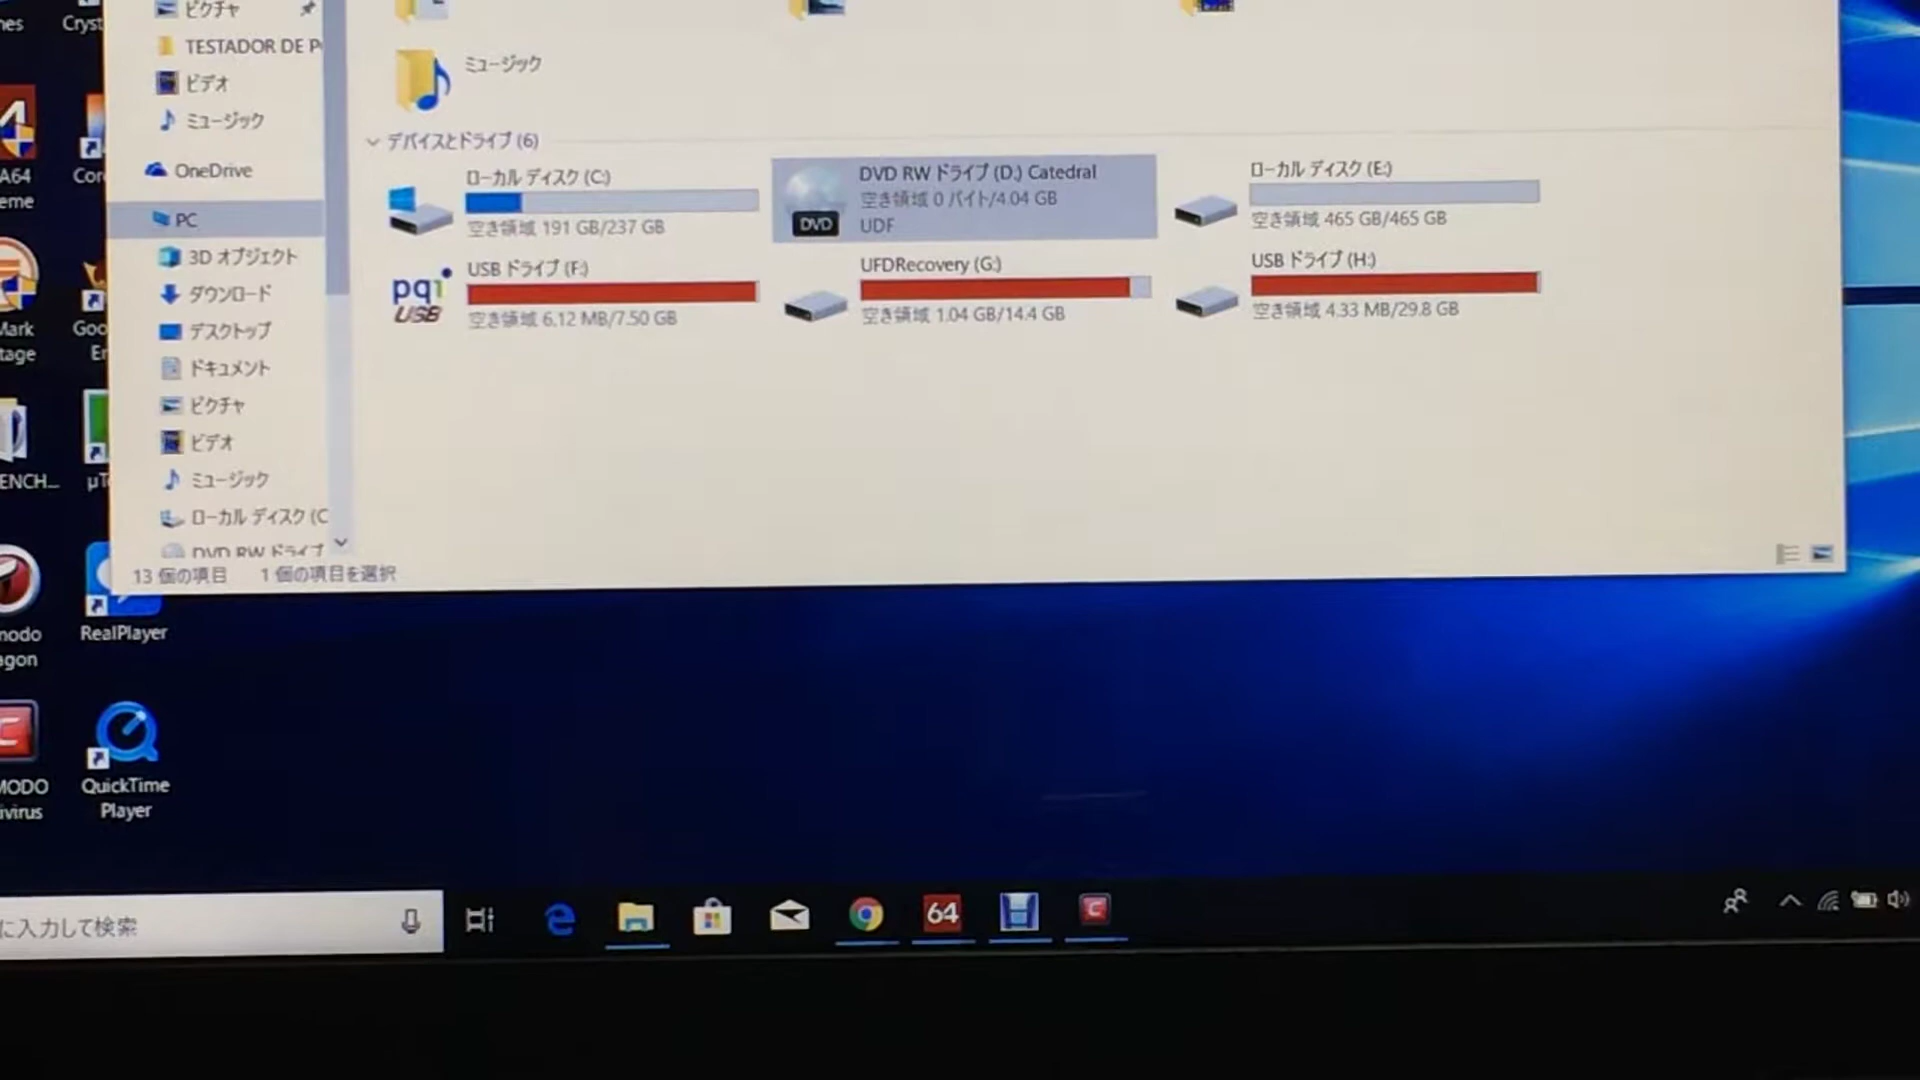 ピクチャ
TESTADOR DE P
ビデオ
ミュージック
OneDrive
PC
3D オブジェクト
ダウンロード
デスクトップ
ドキュメント
ピクチャ
ビデオ
ミュージック
ローカル ディスク (C
DVD RW ドライブ
13 個の項目 1 個の項目を選択
ミュージック
デバイスとドライブ (6)
ローカル ディスク (C:)
空き領域 191 GB/237 GB
DVD RW ドライブ (D:) Catedral
空き領域 0 バイト/4.04 GB
UDF
DVD
ローカル ディスク (E:)
空き領域 465 GB/465 GB
pqi
USB
USB ドライブ (F:)
空き領域 6.12 MB/7.50 GB
UFDRecovery (G:)
空き領域 1.04 GB/14.4 GB
USB ドライブ (H:)
空き領域 4.33 MB/29.8 GB
nes
Cryst
A64
eme
Cor
Mark
tage
Goo
E
ENCH...
μT
modo
agon
RealPlayer
MODO
ivirus
QuickTime
Player
に入力して検索
64
C